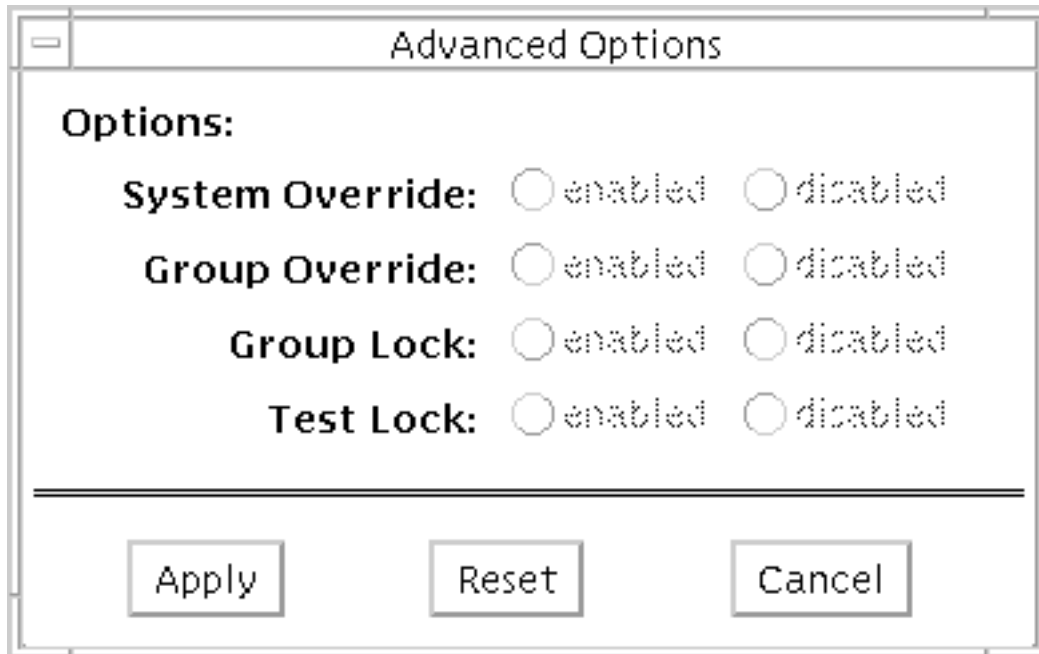 Advanced Options
Options:
System Override: enabled disabled
Group Override: enabled disabled
Group Lock: enabled disabled
Test Lock: enabled disabled
Apply Reset Cancel